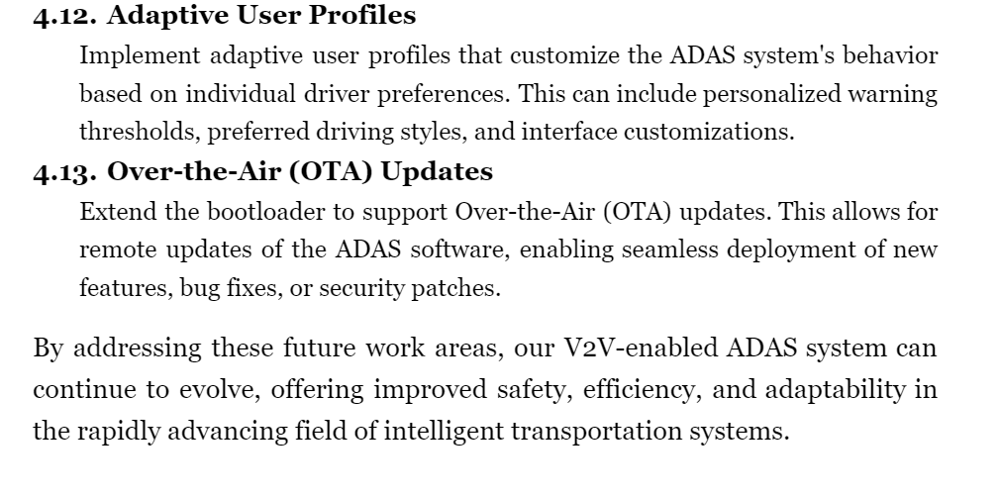 4.12. Adaptive User Profiles
Implement adaptive user profiles that customize the ADAS system's behavior
based on individual driver preferences. This can include personalized warning
thresholds, preferred driving styles, and interface customizations.
4.13. Over-the-Air (OTA) Updates
Extend the bootloader to support Over-the-Air (OTA) updates. This allows for
remote updates of the ADAS software, enabling seamless deployment of new
features, bug fixes, or security patches.
By addressing these future work areas, our V2V-enabled ADAS system can
continue to evolve, offering improved safety, efficiency, and adaptability in
the rapidly advancing field of intelligent transportation systems.